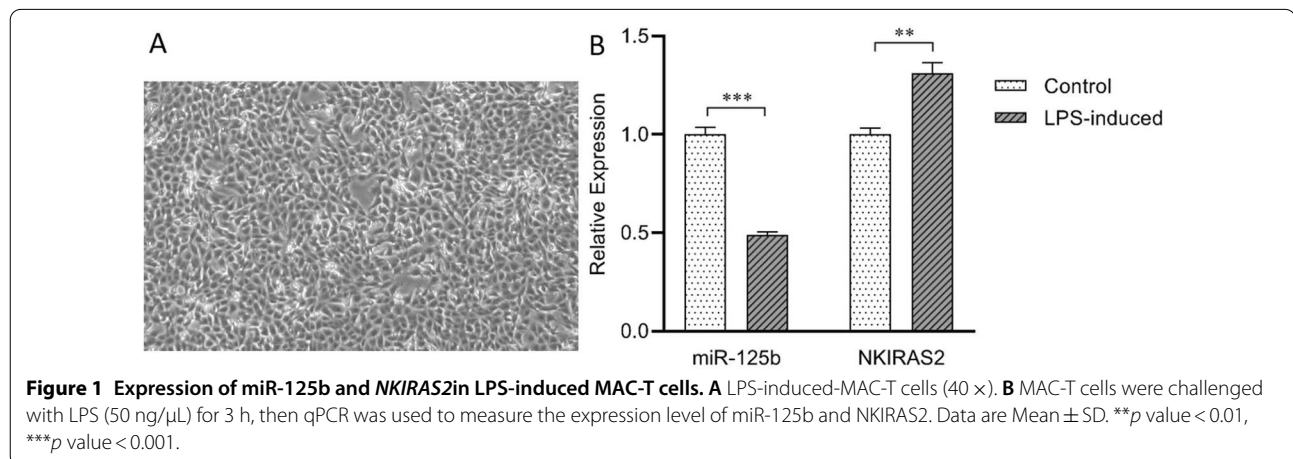 A
B
1.5
1.0
0.5
0.0
Relative Expression
***
**
miR-125b
NKIRAS2
Control
LPS-induced
Figure 1 Expression of miR-125b and NKIRAS2in LPS-induced MAC-T cells. A LPS-induced-MAC-T cells (40 ×). B MAC-T cells were challenged
with LPS (50 ng/μL) for 3 h, then qPCR was used to measure the expression level of miR-125b and NKIRAS2. Data are Mean ± SD. **p value < 0.01,
***p value < 0.001.